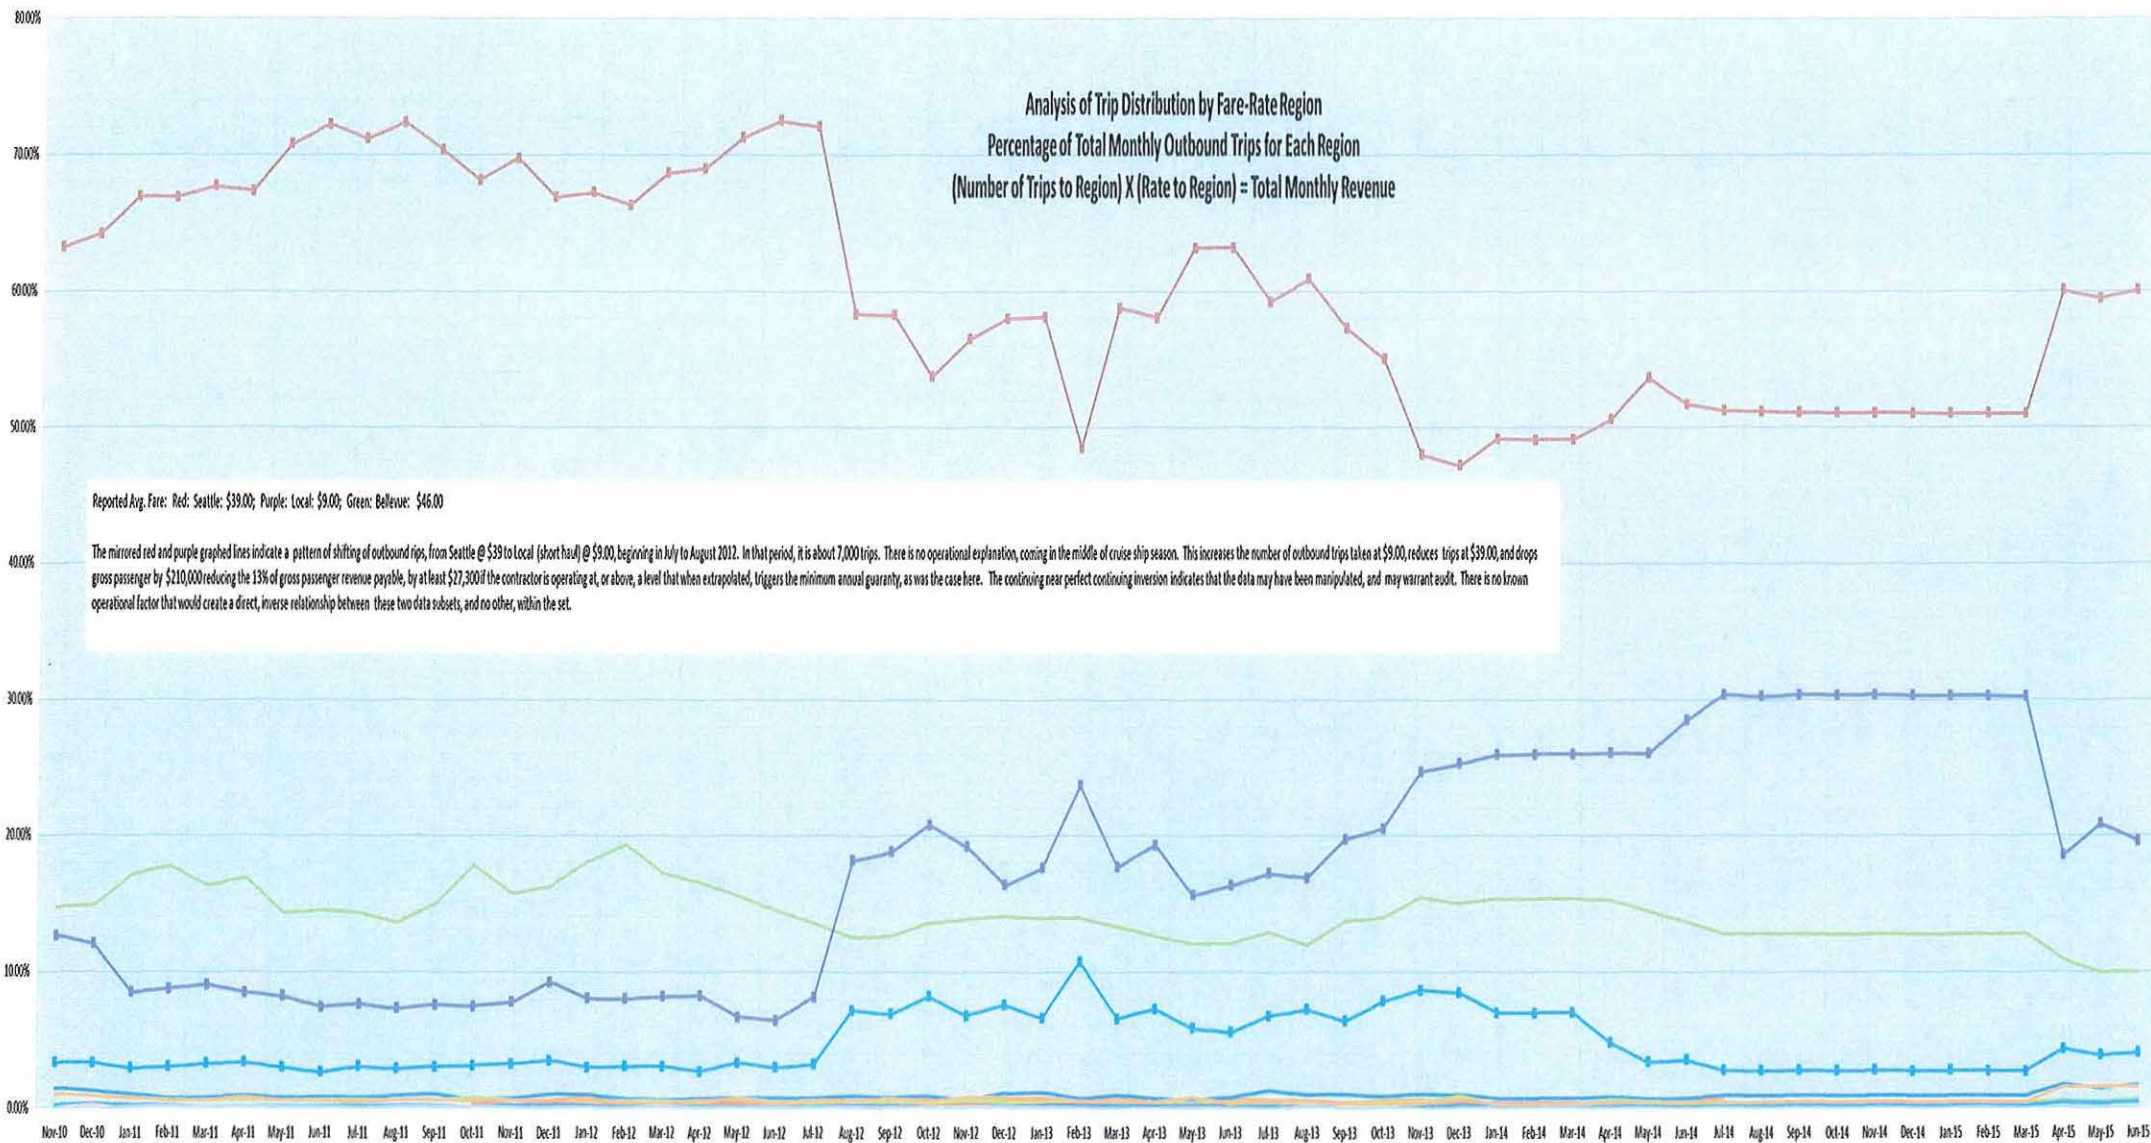 Analysis of Trip Distribution by Fare-Rate Region
Percentage of Total Monthly Outbound Trips for Each Region
(Number of Trips to Region) X (Rate to Region) = Total Monthly Revenue
80.00%
70.00%
60.00%
50.00%
Reported Avg. Fare: Red: Seattle: $39.00; Purple: Local: $9.00; Green: Bellevue: $46.00
The mirrored red and purple graphed lines indicate a pattern of shifting of outbound rips, from Seattle @ $39 to Local (short haul) @ $9.00, beginning in July to August 2012. In that period, it is about 7,000 trips. There is no operational explanation, coming in the middle of cruise ship season. This increases the number of outbound trips taken at $9.00, reduces trips at $39.00, and drops
gross passenger by $210,000 reducing the 13% of gross passenger revenue payable, by at least $27,300 if the contractor is operating at, or above, a level that when extrapolated, triggers the minimum annual guaranty, as was the case here. The continuing near perfect continuing inversion indicates that the data may have been manipulated, and may warrant audit. There is no known
operational factor that would create a direct, inverse relationship between these two data subsets, and no other, within the set.
40.00%
30.00%
20.00%
10.00%
0.00%
Nov-10 Dec-10 Jan-11 Feb-11 Mar-11 Apr-11 May-11 Jun-11 Jul-11 Aug-11 Sep-11 Oct-11 Nov-11 Dec-11 Jan-12 Feb-12 Mar-12 Apr-12 May-12 Jun-12 Jul-12 Aug-12 Sep-12 Oct-12 Nov-12 Dec-12 Jan-13 Feb-13 Mar-13 Apr-13 May-13 Jun-13 Jul-13 Aug-13 Sep-13 Oct-13 Nov-13 Dec-13 Jan-14 Feb-14 Mar-14 Apr-14 May-14 Jun-14 Jul-14 Aug-14 Sep-14 Oct-14 Nov-14 Dec-14 Jan-15 Feb-15 Mar-15 Apr-15 May-15 Jun-15